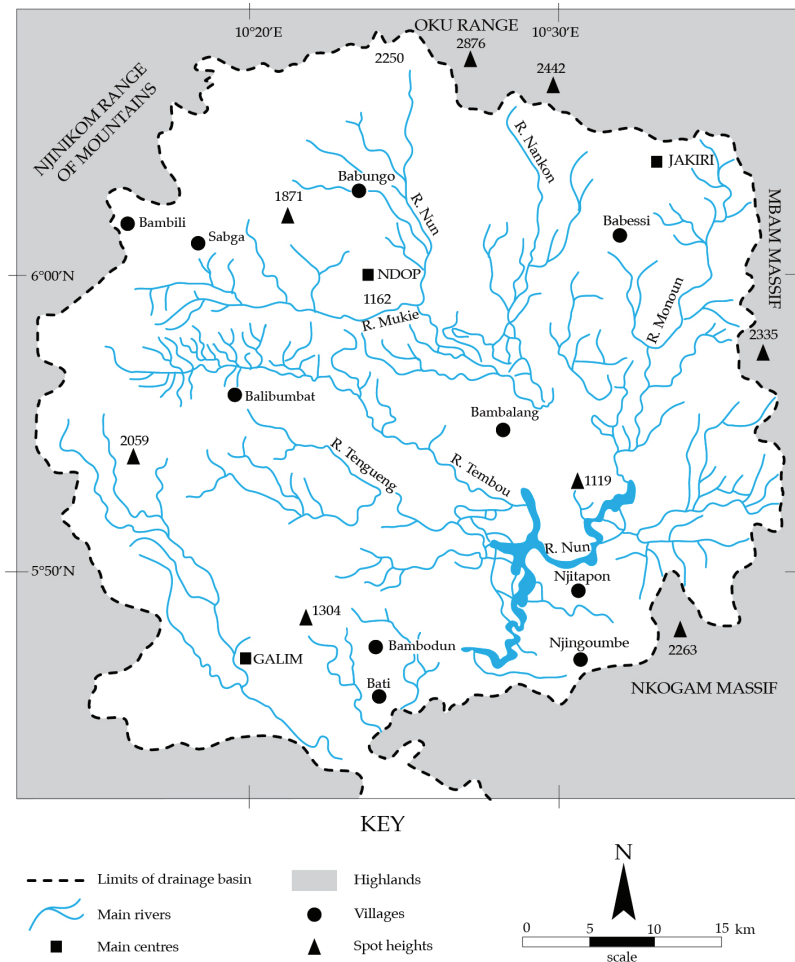 10°20'E
OKU RANGE
10°30'E
2876
2250
2442
NJINIKOM RANGE
OF MOUNTAINS
R. Nankon
JAKIRI
Babungo
1871
R. Nun
MBAM MASSIF
Bambili
Sabga
Babessi
6°00'N
NDOP
1162
R. Mukie
R. Monoun
2335
Balibumbat
Bambalang
2059
R. Tengueng
R. Tembou
1119
R. Nun
5°50'N
Njitapon
1304
Bambodun
Njingoumbe
GALIM
2263
Bati
NKOGAM MASSIF
KEY
Limits of drainage basin
Highlands
N
Main rivers
Villages
Main centres
Spot heights
0 5 10 15 km
scale